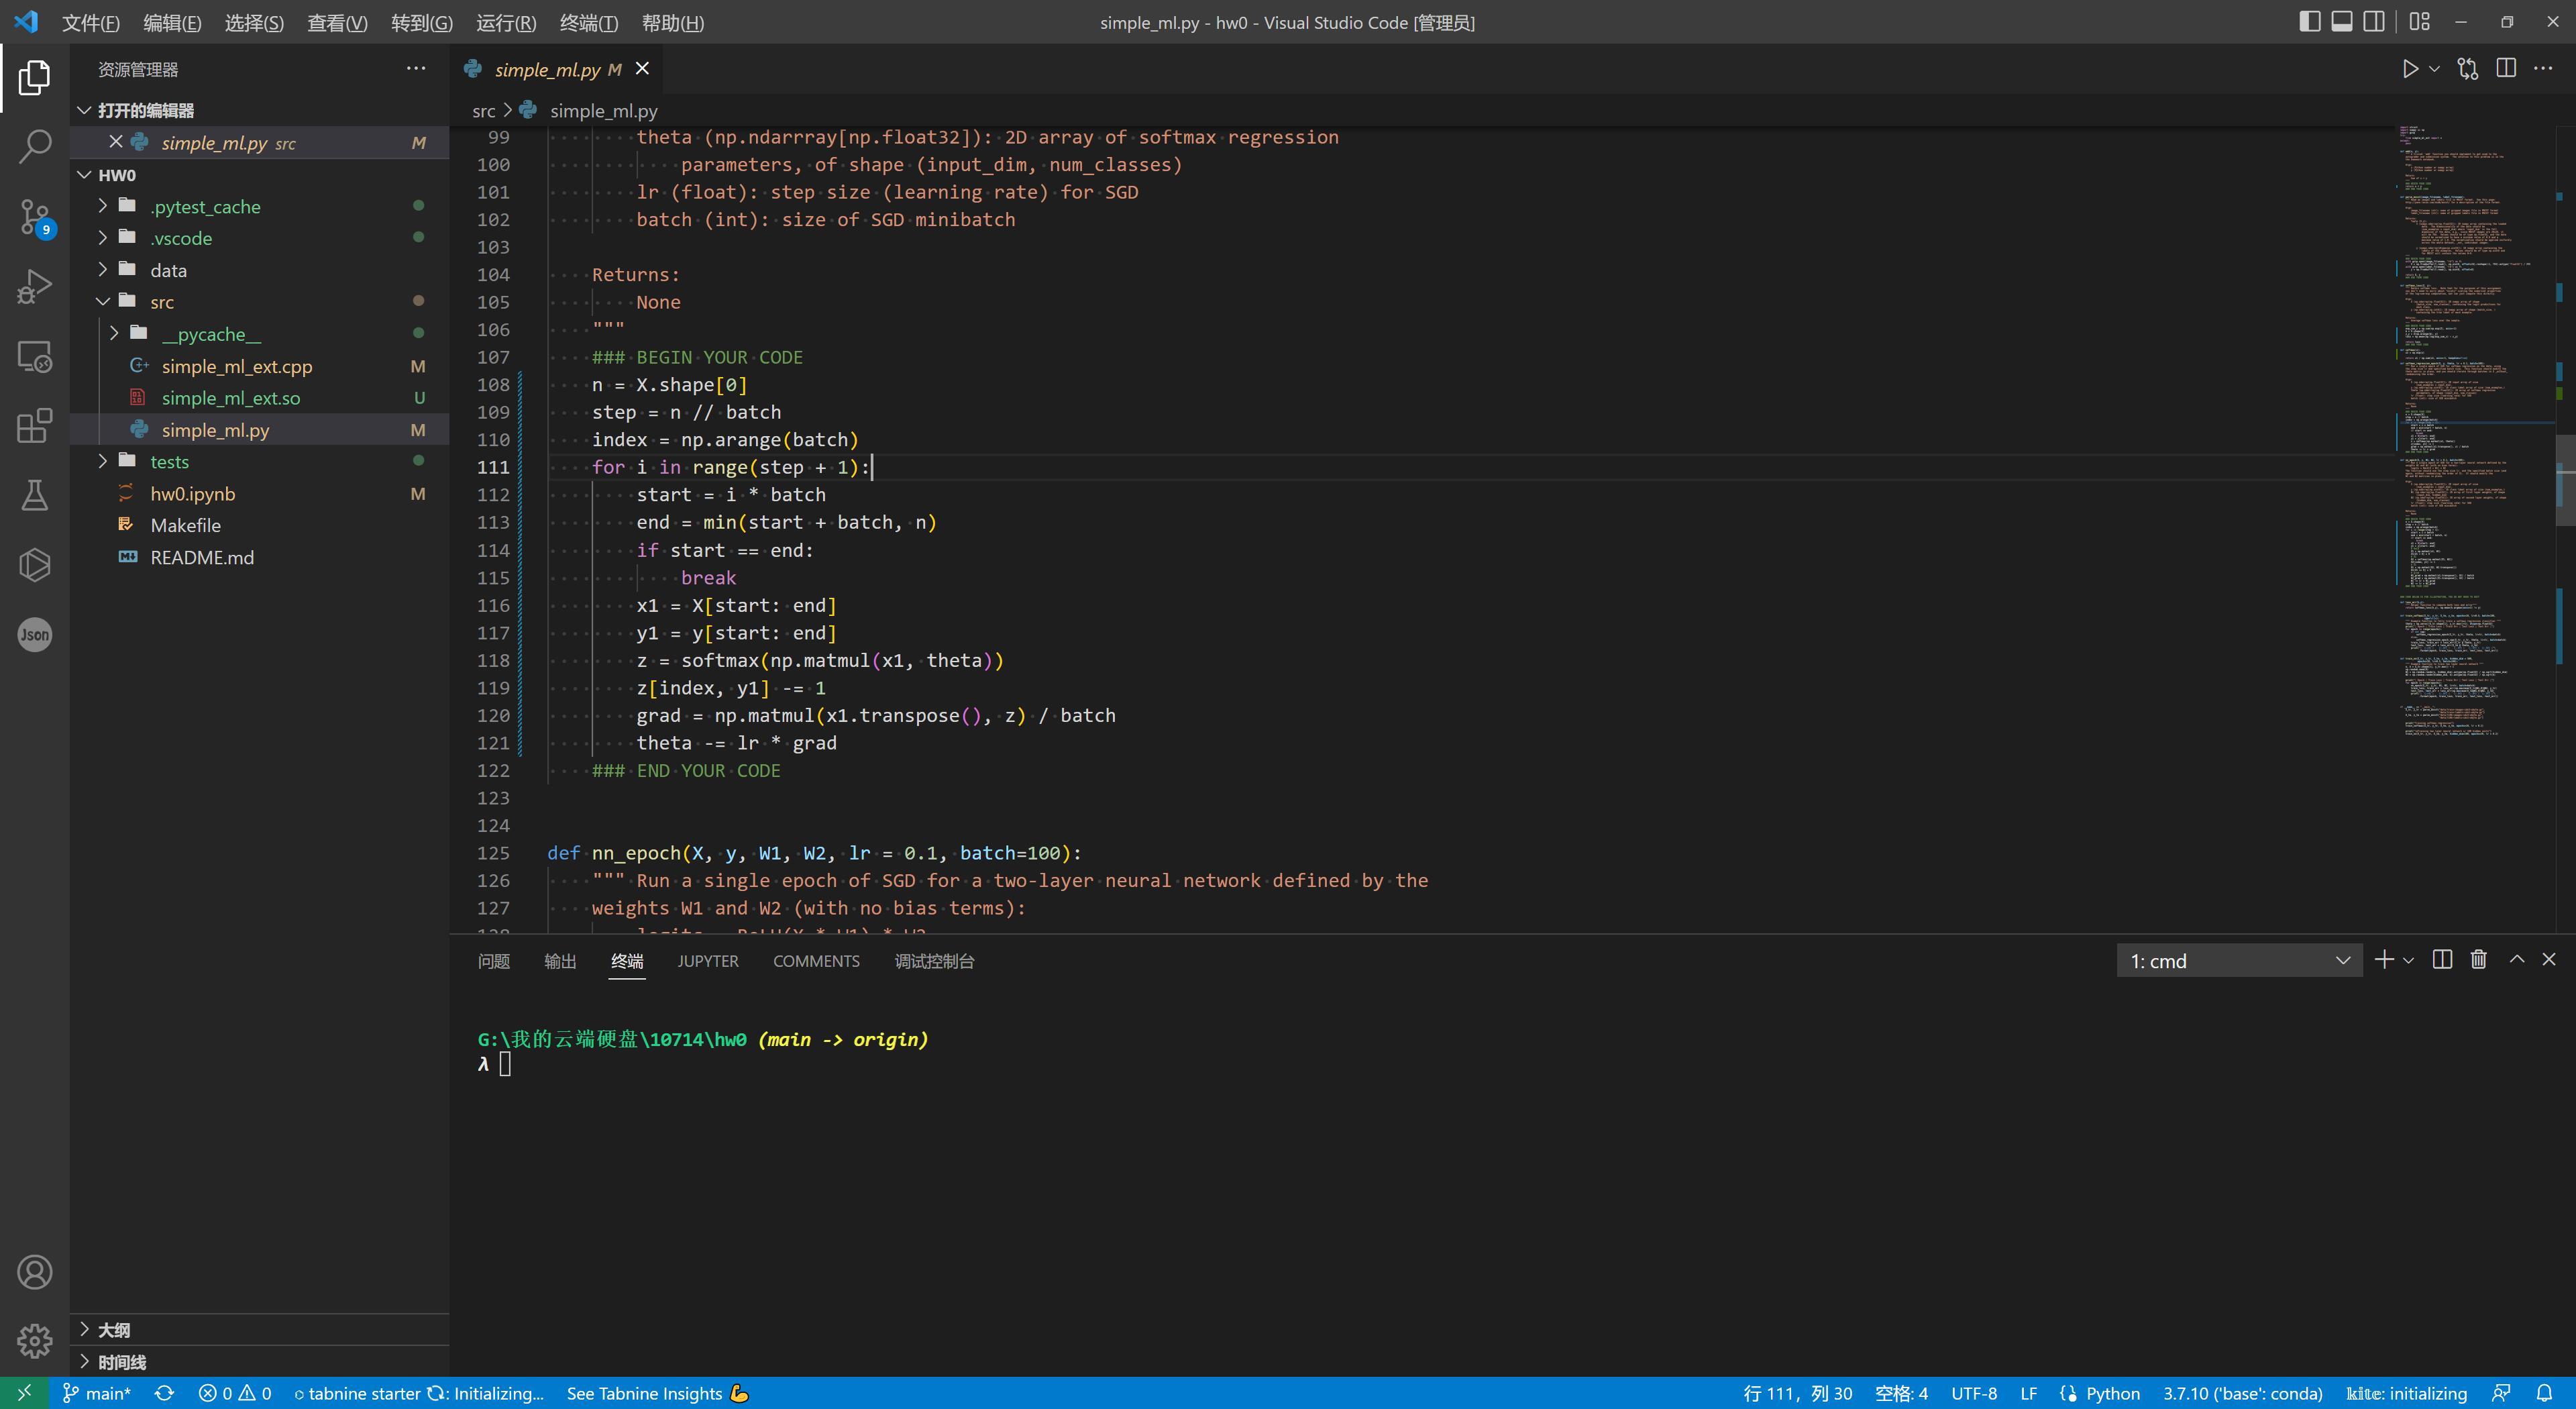 文件(F) 编辑(E) 选择(S) 查看(V) 转到(G) 运行(R) 终端(T) 帮助(H)
simple_ml.py - hw0 - Visual Studio Code [管理员]
资源管理器
打开的编辑器
simple_ml.py src M
HW0
.pytest_cache
.vscode
data
src
__pycache__
simple_ml_ext.cpp M
simple_ml_ext.so U
simple_ml.py M
tests
hw0.ipynb M
Makefile
README.md
大纲
时间线
9
Json
simple_ml.py M
src > simple_ml.py
99 theta (np.ndarrray[np.float32]): 2D array of softmax regression
100 parameters, of shape (input_dim, num_classes)
101 lr (float): step size (learning rate) for SGD
102 batch (int): size of SGD minibatch
103
104 Returns:
105 None
106 """
107 ### BEGIN YOUR CODE
108 n = X.shape[0]
109 step = n // batch
110 index = np.arange(batch)
111 for i in range(step + 1):
112 start = i * batch
113 end = min(start + batch, n)
114 if start == end:
115 break
116 x1 = X[start: end]
117 y1 = y[start: end]
118 z = softmax(np.matmul(x1, theta))
119 z[index, y1] -= 1
120 grad = np.matmul(x1.transpose(), z) / batch
121 theta -= lr * grad
122 ### END YOUR CODE
123
124
125 def nn_epoch(X, y, W1, W2, lr = 0.1, batch=100):
126 """ Run a single epoch of SGD for a two-layer neural network defined by the
127 weights W1 and W2 (with no bias terms):
问题 输出 终端 JUPYTER COMMENTS 调试控制台
1: cmd
G:\我的云端硬盘\10714\hw0 (main -> origin)
λ
main* 0 0 tabnine starter : Initializing... See Tabnine Insights 💪
行 111，列 30 空格: 4 UTF-8 LF Python 3.7.10 ('base': conda) kite: initializing